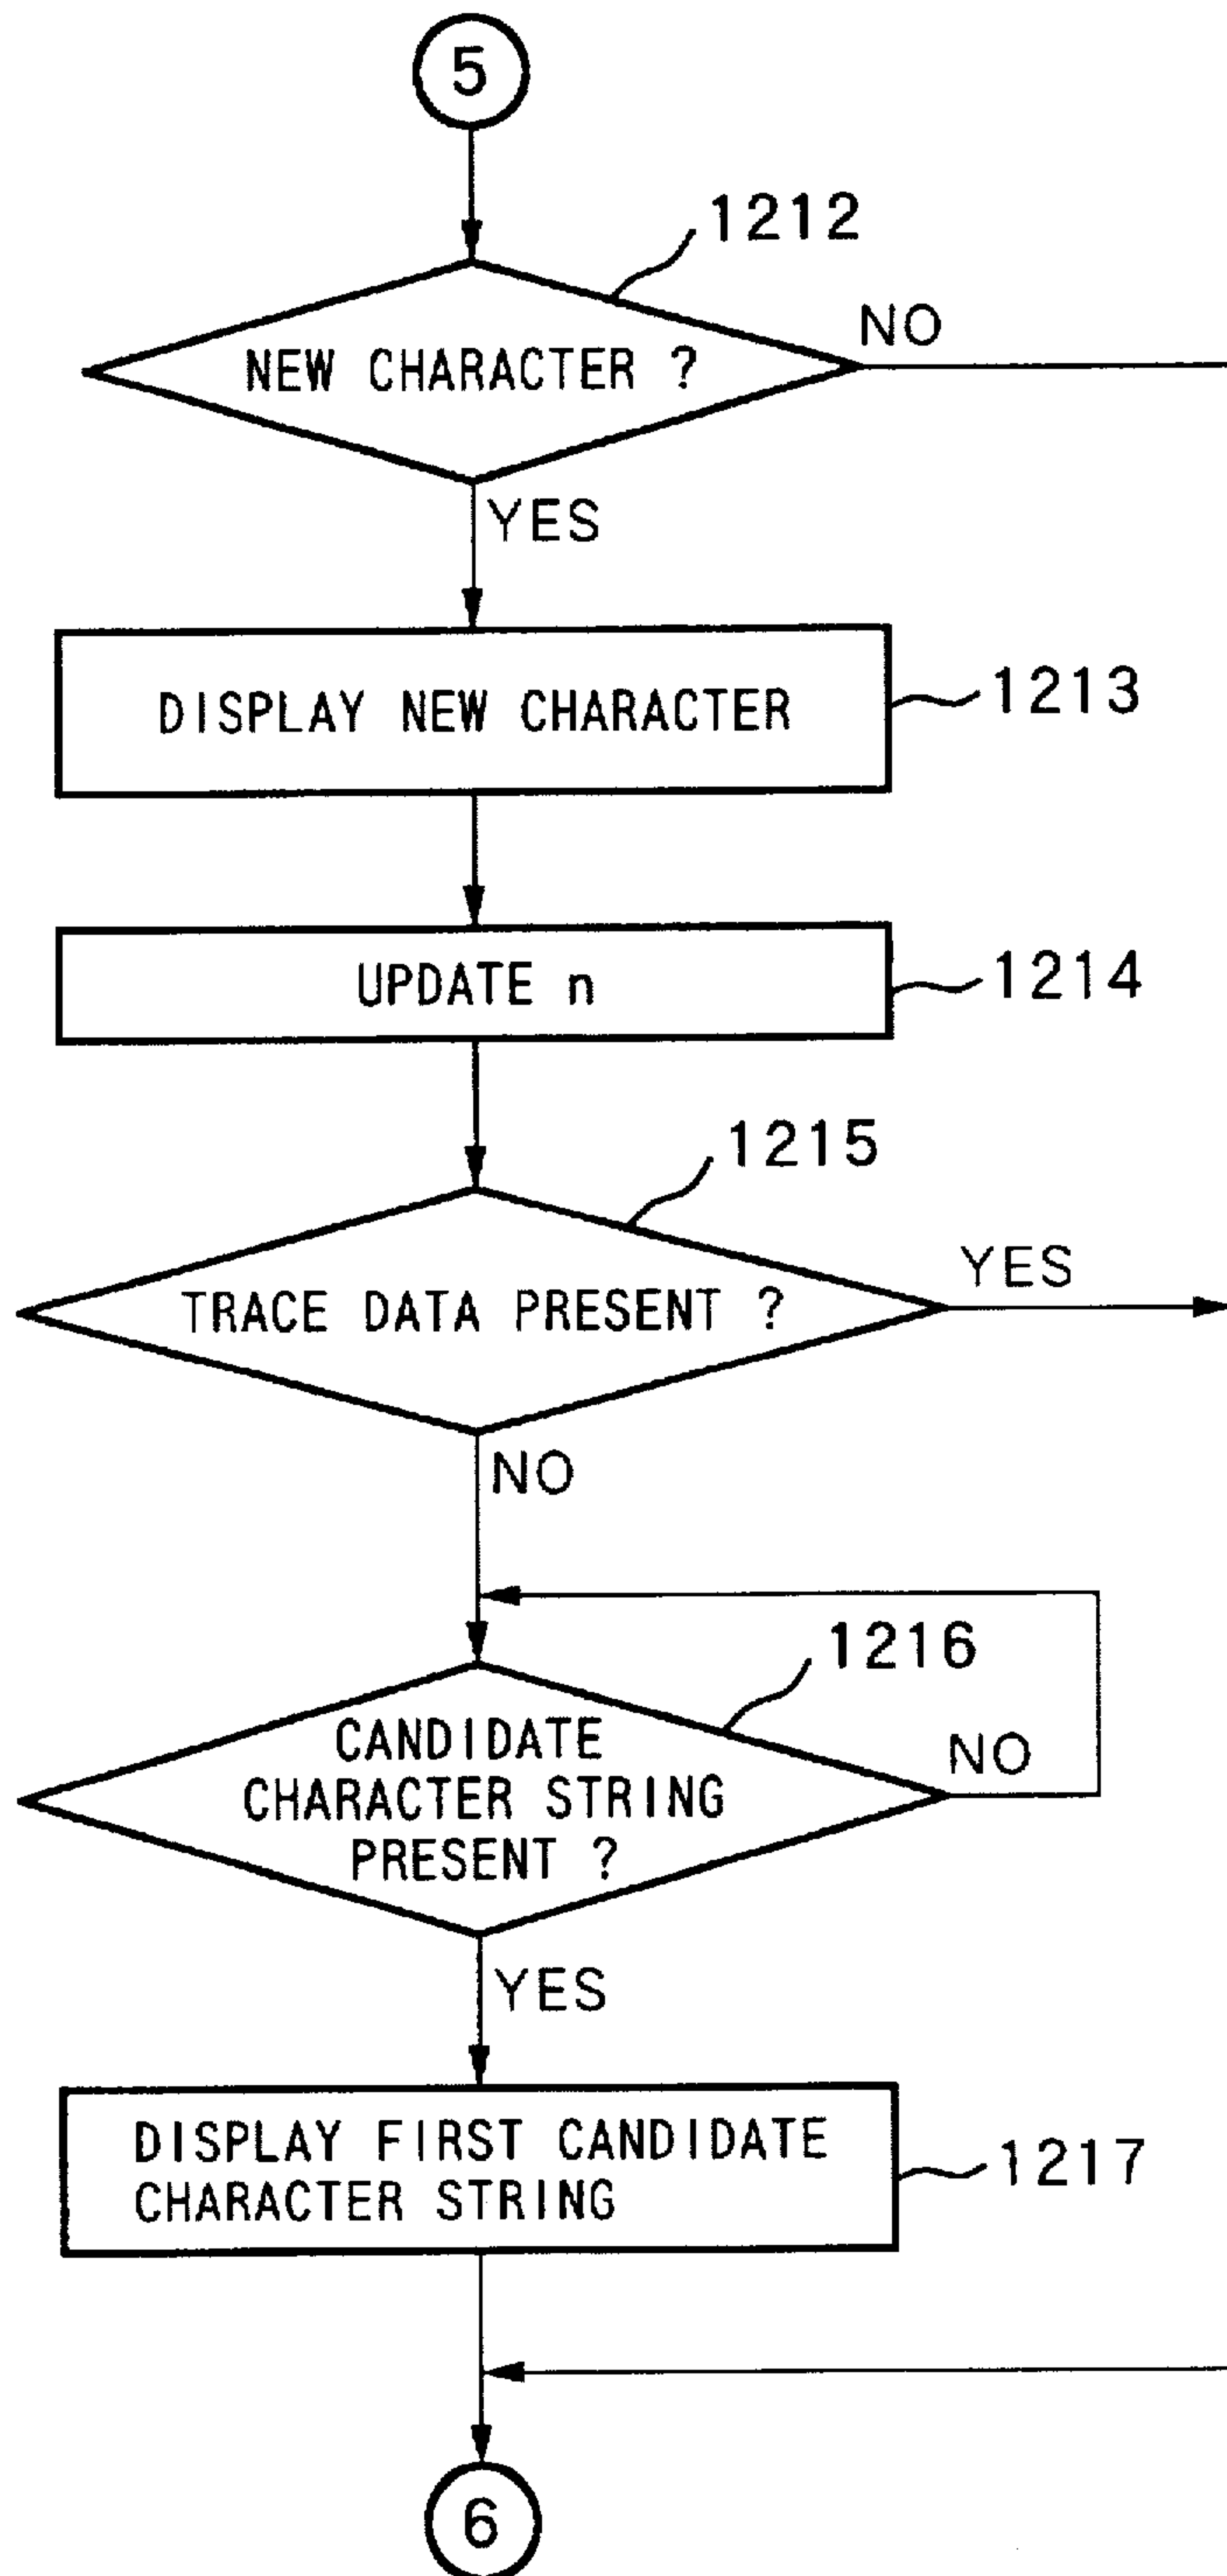 5
1212
NO
NEW CHARACTER ?
YES
DISPLAY NEW CHARACTER
1213
UPDATE n
1214
1215
YES
TRACE DATA PRESENT ?
NO
1216
CANDIDATE
CHARACTER STRING
PRESENT ?
NO
YES
DISPLAY FIRST CANDIDATE
CHARACTER STRING
1217
6